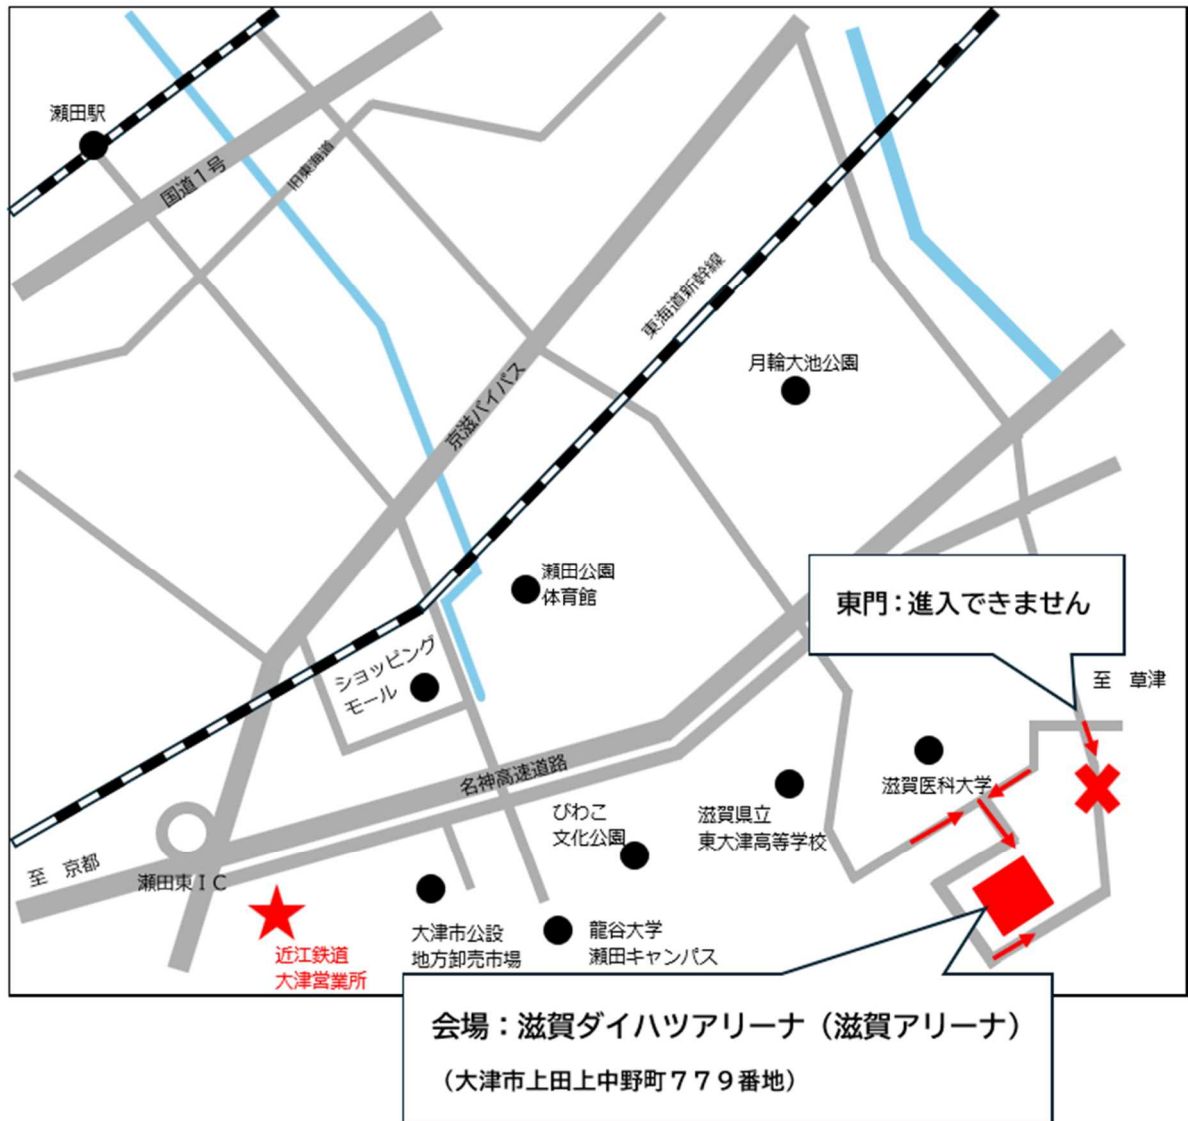 瀬田駅
国道１号
旧東海道
東海道新幹線
月輪大池公園
京滋バイパス
瀬田公園
体育館
東門：進入できません
ショッピング
モール
至　草津
名神高速道路
滋賀医科大学
びわこ
文化公園
滋賀県立
東大津高等学校
至　京都
瀬田東ＩＣ
大津市公設
地方卸売市場
龍谷大学
瀬田キャンパス
近江鉄道
大津営業所
会場：滋賀ダイハツアリーナ（滋賀アリーナ）
（大津市上田上中野町７７９番地）